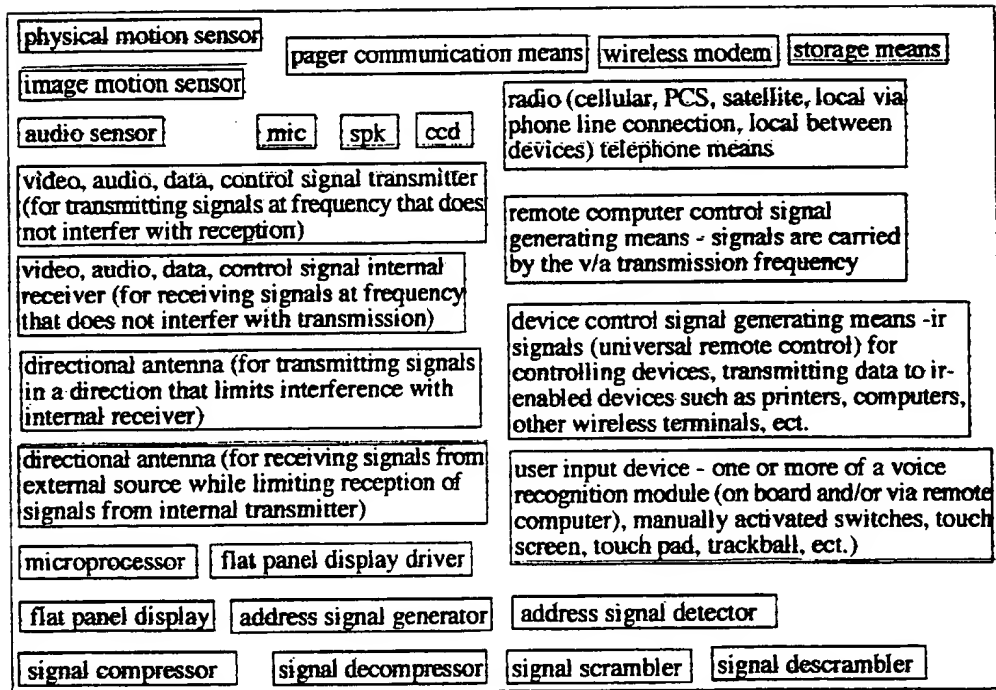 physical motion sensor
pager communication means
wireless modem
storage means
image motion sensor
audio sensor
mic
spk
ccd
radio (cellular, PCS, satellite, local via
phone line connection, local between
devices) telephone means
video, audio, data, control signal transmitter
(for transmitting signals at frequency that does
not interfer with reception)
remote computer control signal
generating means - signals are carried
by the v/a transmission frequency
video, audio, data, control signal internal
receiver (for receiving signals at frequency
that does not interfer with transmission)
device control signal generating means -ir
signals (universal remote control) for
controlling devices, transmitting data to ir-
enabled devices such as printers, computers,
other wireless terminals, ect.
directional antenna (for transmitting signals
in a direction that limits interference with
internal receiver)
directional antenna (for receiving signals from
external source while limiting reception of
signals from internal transmitter)
user input device - one or more of a voice
recognition module (on board and/or via remote
computer), manually activated switches, touch
screen, touch pad, trackball, ect.)
microprocessor
flat panel display driver
flat panel display
address signal generator
address signal detector
signal compressor
signal decompressor
signal scrambler
signal descrambler